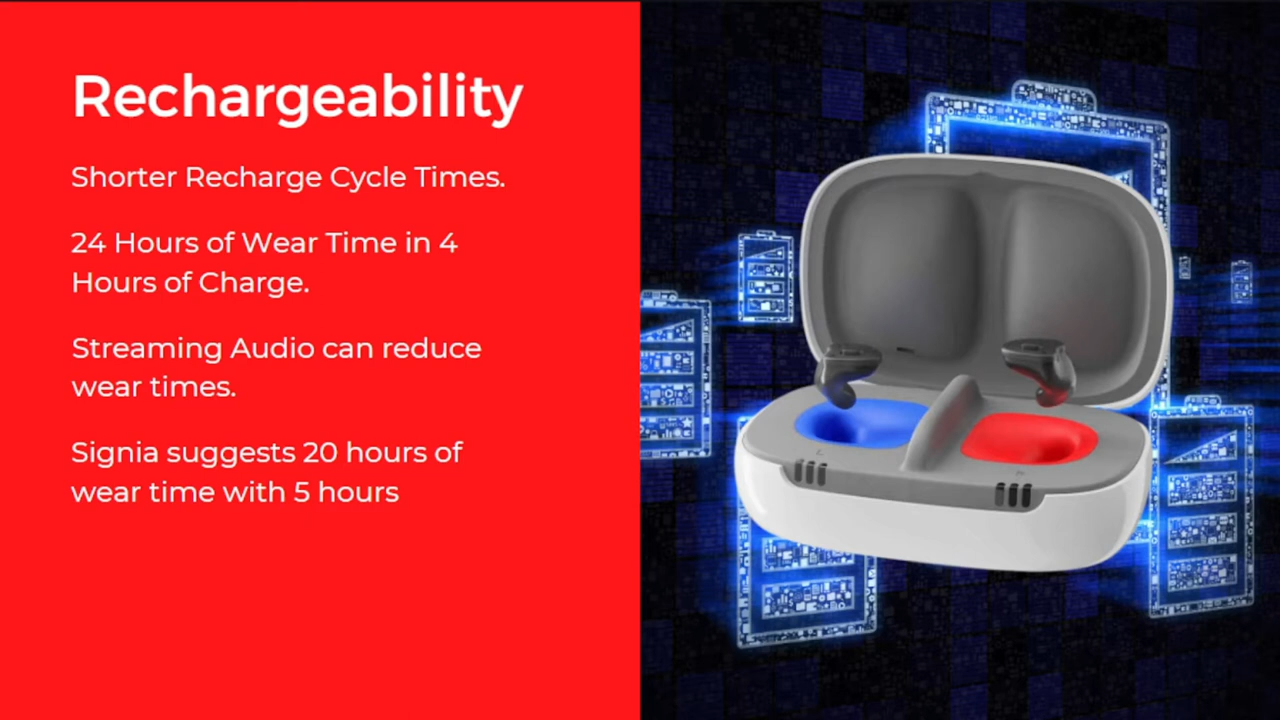 Rechargeability
Shorter Recharge Cycle Times.
24 Hours of Wear Time in 4
Hours of Charge.
Streaming Audio can reduce
wear times.
Signia suggests 20 hours of
wear time with 5 hours